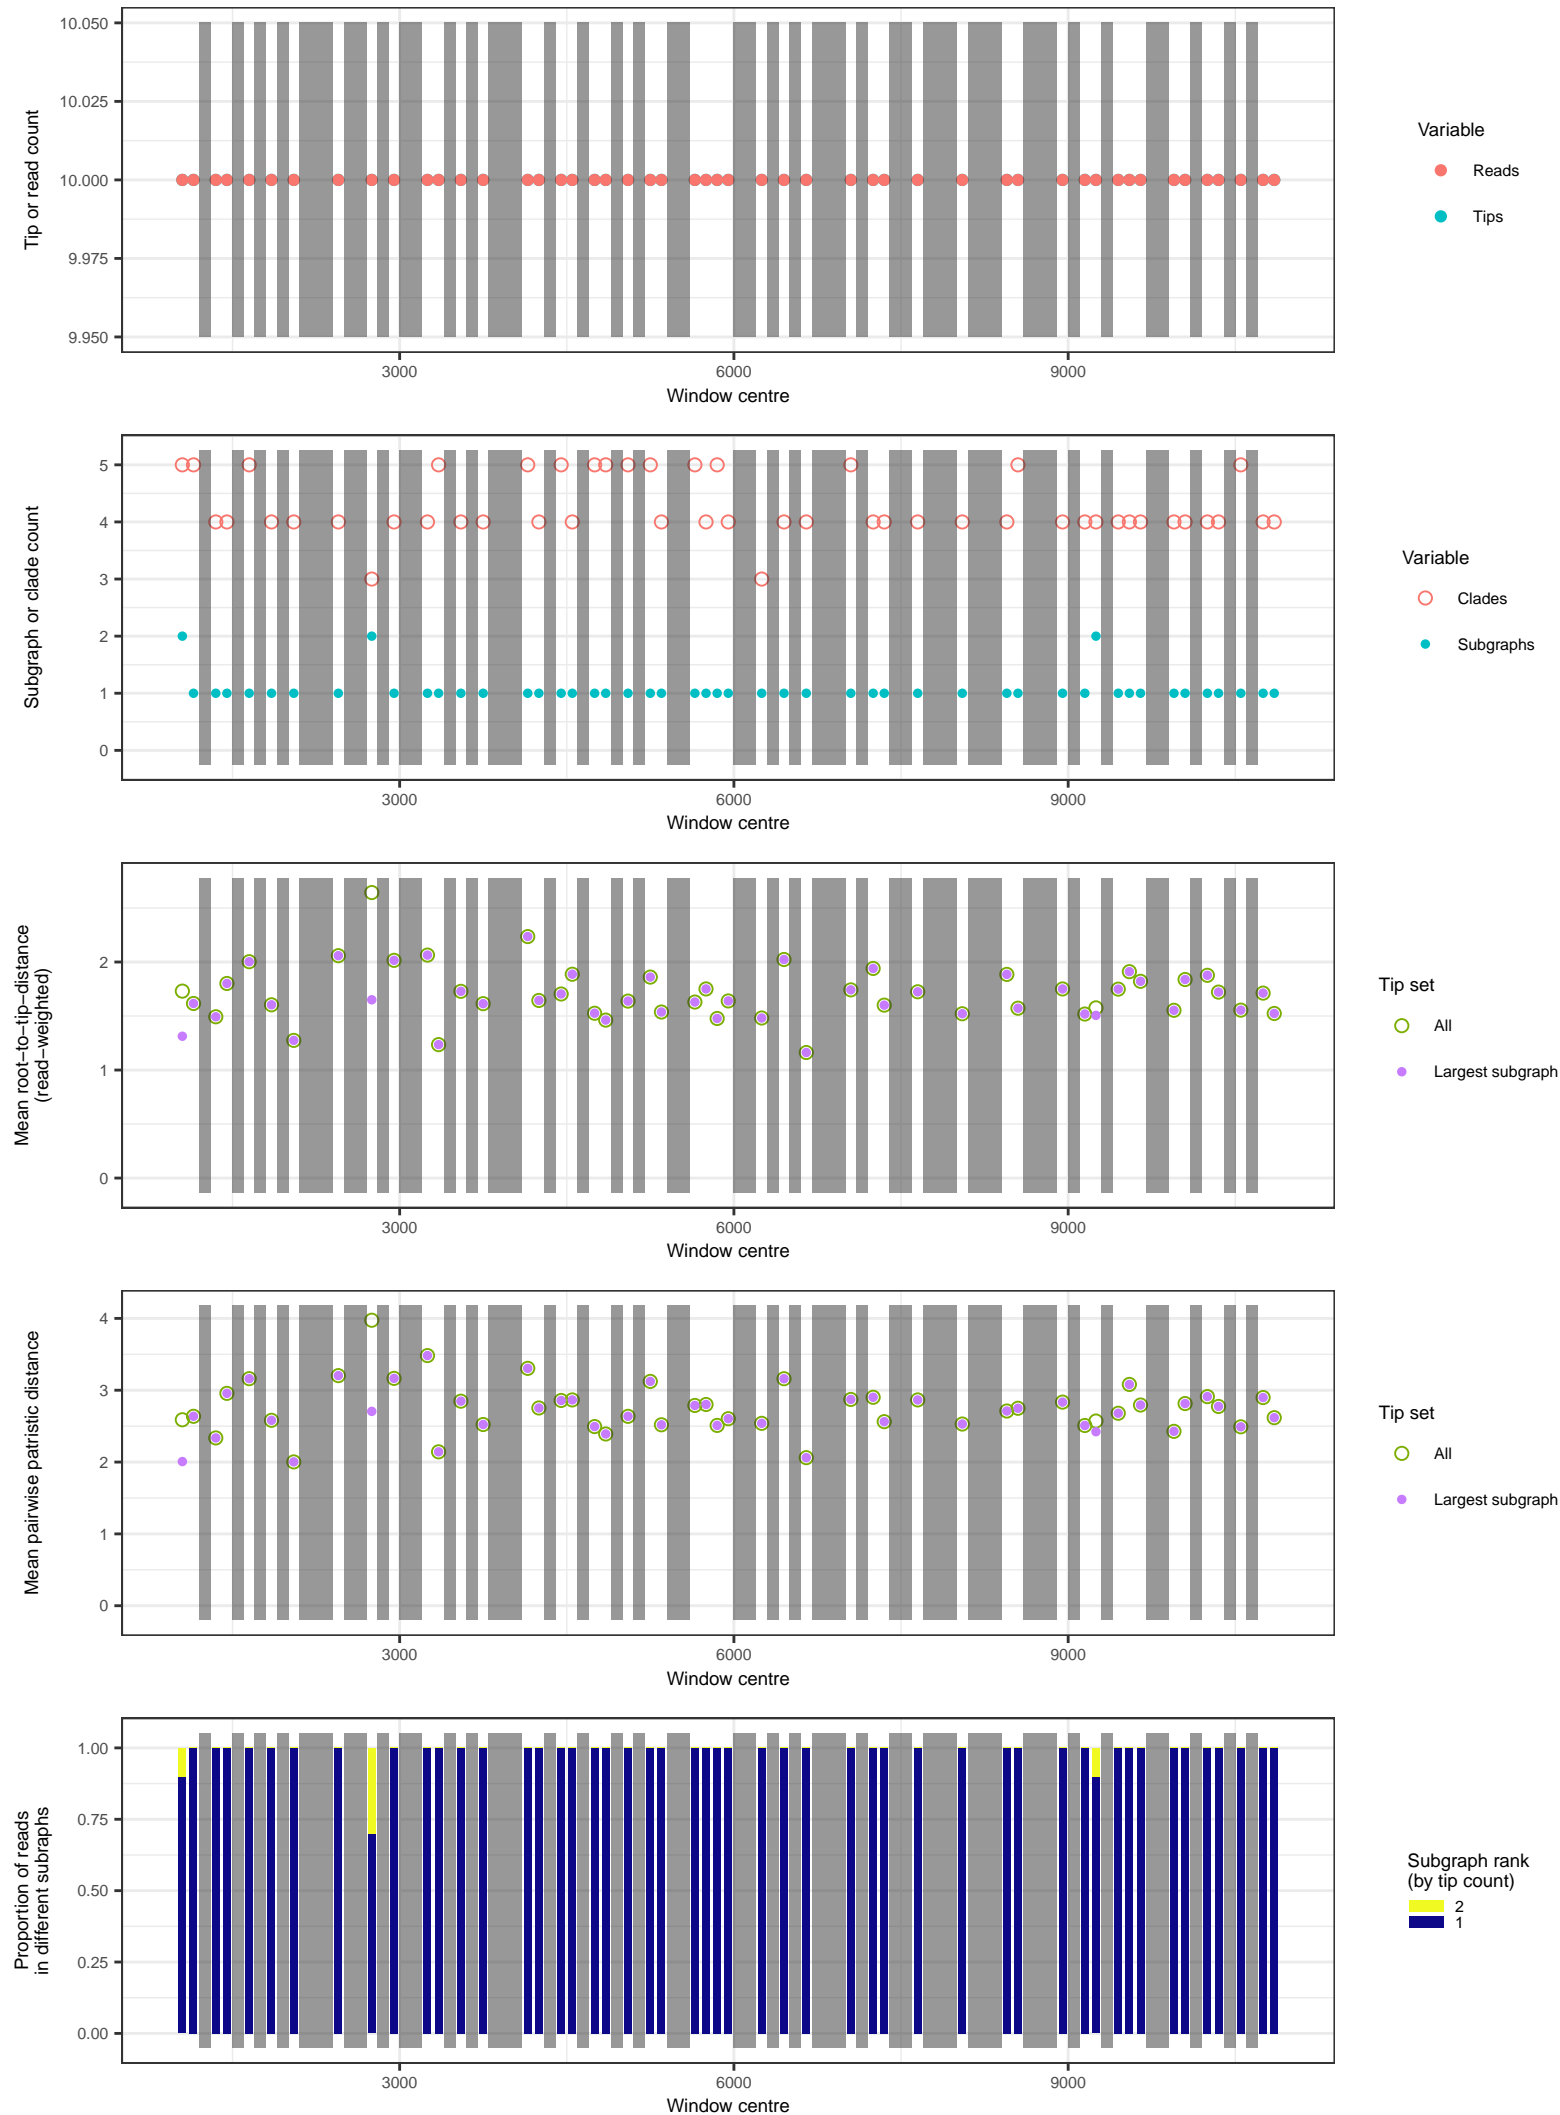 10.050
10.025
10.000
9.975
9.950
Tip or read count
3000
6000
9000
Window centre
Variable
Reads
Tips
5
4
3
2
1
0
Subgraph or clade count
3000
6000
9000
Window centre
Variable
Clades
Subgraphs
2
1
0
Mean root−to−tip−distance
(read−weighted)
3000
6000
9000
Window centre
Tip set
All
Largest subgraph
4
3
2
1
0
Mean pairwise patristic distance
3000
6000
9000
Window centre
Tip set
All
Largest subgraph
1.00
0.75
0.50
0.25
0.00
Proportion of reads
in different subraphs
3000
6000
9000
Window centre
Subgraph rank
(by tip count)
2
1